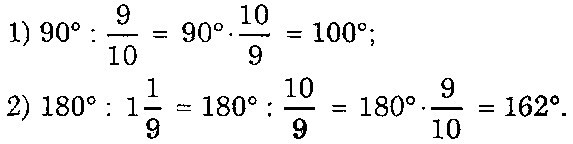 1) 90° : 9/10 = 90° · 10/9 = 100°;
2) 180° : 1 1/9 = 180° : 10/9 = 180° · 9/10 = 162°.